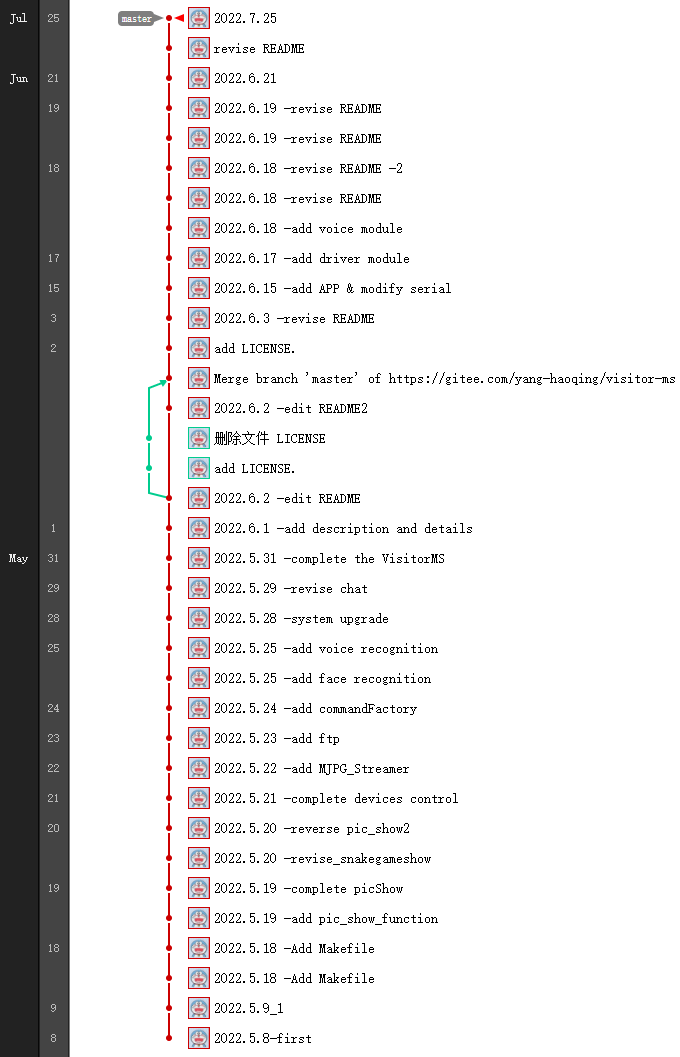 Jul 25 master 2022.7.25
revise README
Jun 21 2022.6.21
19 2022.6.19 —revise README
2022.6.19 —revise README
18 2022.6.18 —revise README —2
2022.6.18 —revise README
2022.6.18 —add voice module
17 2022.6.17 —add driver module
15 2022.6.15 —add APP & modify serial
3 2022.6.3 —revise README
2 add LICENSE.
Merge branch 'master' of https://gitee.com/yang-haoqing/visitor-ms
2022.6.2 —edit README2
删除文件 LICENSE
add LICENSE.
2022.6.2 —edit README
1 2022.6.1 —add description and details
May 31 2022.5.31 —complete the VisitorMS
29 2022.5.29 —revise chat
28 2022.5.28 —system upgrade
25 2022.5.25 —add voice recognition
2022.5.25 —add face recognition
24 2022.5.24 —add commandFactory
23 2022.5.23 —add ftp
22 2022.5.22 —add MJPG_Streamer
21 2022.5.21 —complete devices control
20 2022.5.20 —reverse pic_show2
2022.5.20 —revise_snakegameshow
19 2022.5.19 —complete picShow
2022.5.19 —add pic_show_function
18 2022.5.18 —Add Makefile
2022.5.18 —Add Makefile
9 2022.5.9_1
8 2022.5.8-first